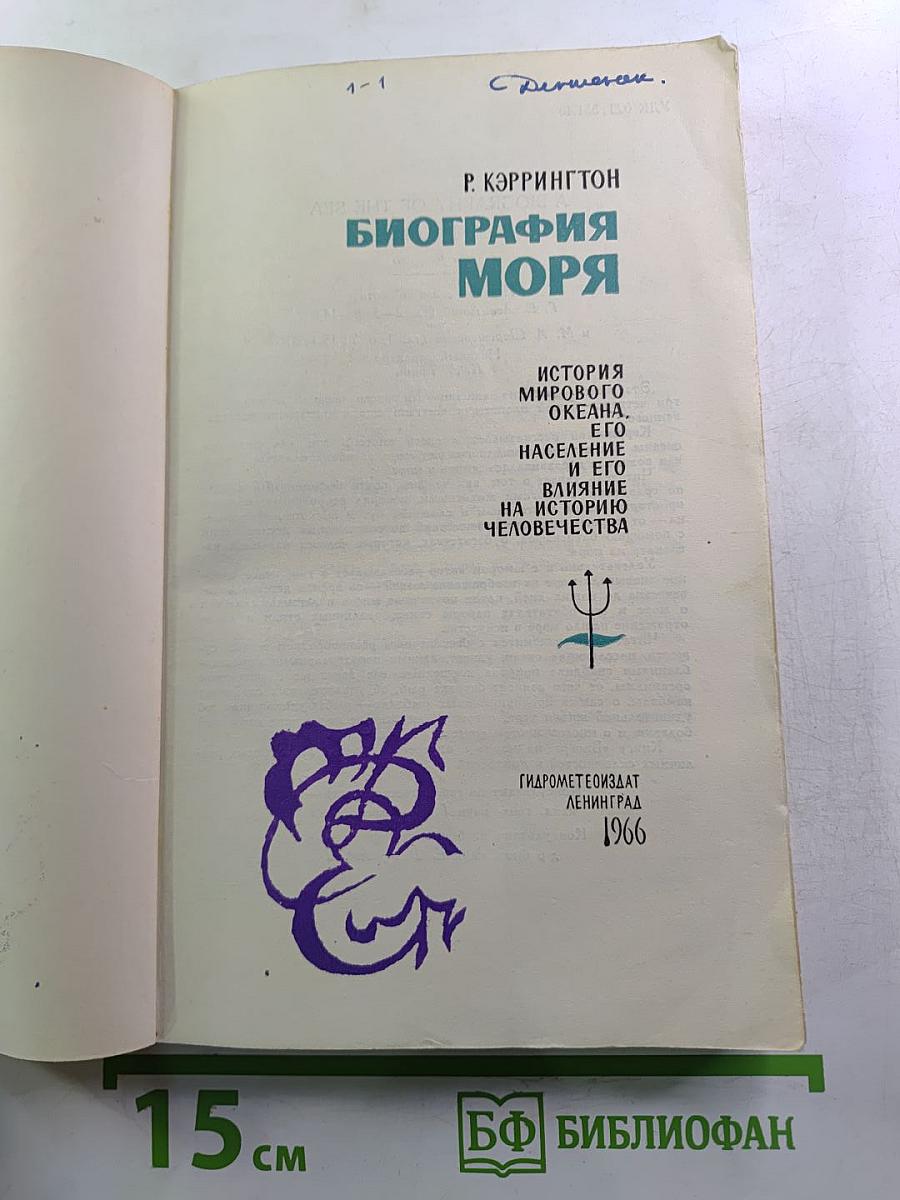 1-1
Р. КЭРРИНГТОН
БИОГРАФИЯ
МОРЯ
ИСТОРИЯ
МИРОВОГО
ОКЕАНА,
ЕГО
НАСЕЛЕНИЕ
И ЕГО
ВЛИЯНИЕ
НА ИСТОРИЮ
ЧЕЛОВЕЧЕСТВА
ГИДРОМЕТЕОИЗДАТ
ЛЕНИНГРАД
1966
15 см
БФ БИБЛИОФАН